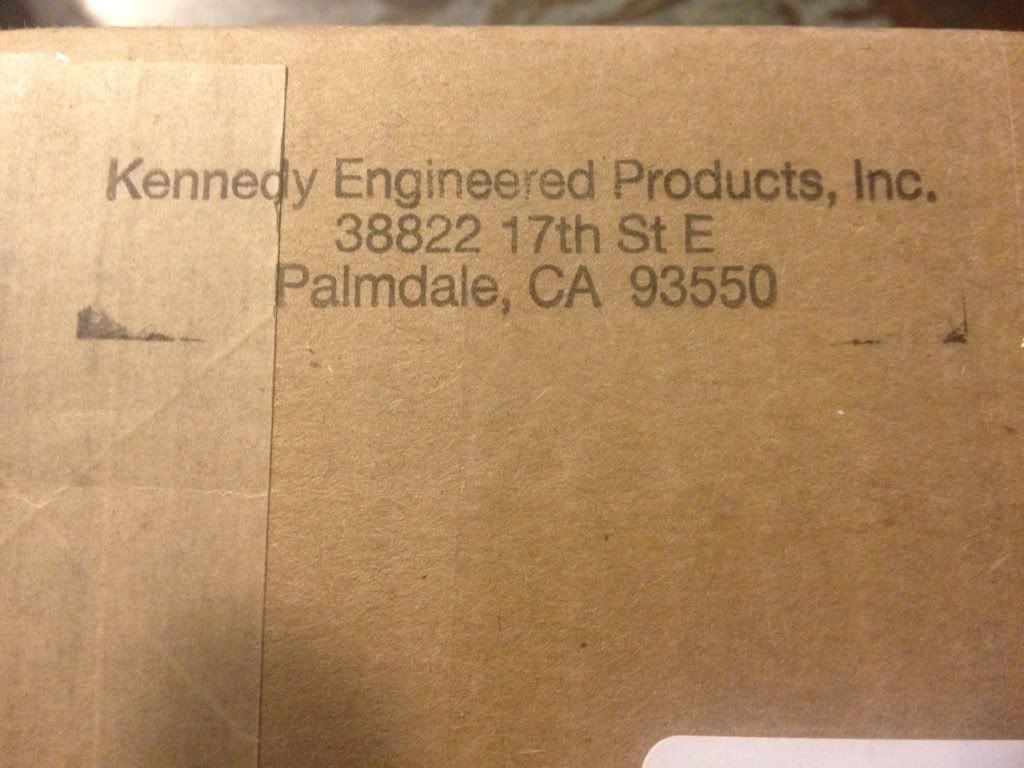 Kennedy Engineered Products, Inc.
38822 17th St E
Palmdale, CA 93550